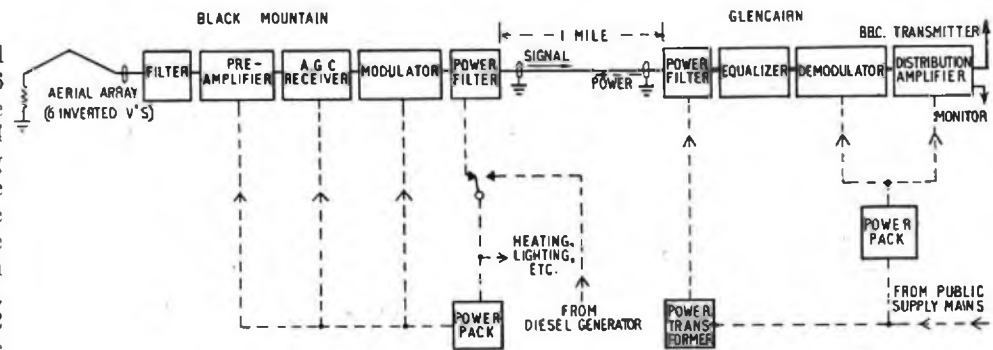 BLACK MOUNTAIN
GLENCAIRN
1 MILE
SIGNAL
POWER
B.B.C. TRANSMITTER
AERIAL ARRAY
(6 INVERTED V'S)
FILTER
PRE-
AMPLIFIER
A.G.C
RECEIVER
MODULATOR
POWER
FILTER
POWER
FILTER
EQUALIZER
DEMODULATOR
DISTRIBUTION
AMPLIFIER
MONITOR
HEATING,
LIGHTING,
ETC.
POWER
PACK
FROM
DIESEL GENERATOR
POWER
TRANS-
FORMER
POWER
PACK
FROM PUBLIC
SUPPLY MAINS